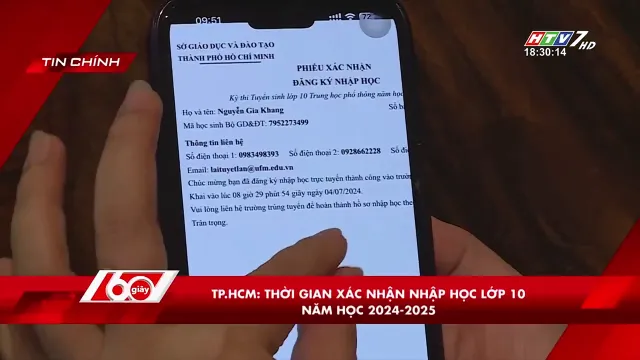 09:51
72
HTV7 HD
18:30:14
TIN CHÍNH
SỞ GIÁO DỤC VÀ ĐÀO TẠO
THÀNH PHỐ HỒ CHÍ MINH
PHIẾU XÁC NHẬN
ĐĂNG KÝ NHẬP HỌC
Kỳ thi Tuyển sinh lớp 10 Trung học phổ thông năm học
Họ và tên: Nguyễn Gia Khang
Số b
Mã học sinh Bộ GD&ĐT: 7952273499
Thông tin liên hệ
Số điện thoại 1: 0983498393 Số điện thoại 2: 0928662228 Số đ
Email: laituyetlan@ufm.edu.vn
Chúc mừng bạn đã đăng ký nhập học trực tuyến thành công vào trườ
Khai vào lúc 08 giờ 29 phút 54 giây ngày 04/07/2024.
Vui lòng liên hệ trường trúng tuyển để hoàn thành hồ sơ nhập học the
Trân trọng.
60 giây
TP.HCM: THỜI GIAN XÁC NHẬN NHẬP HỌC LỚP 10
NĂM HỌC 2024-2025